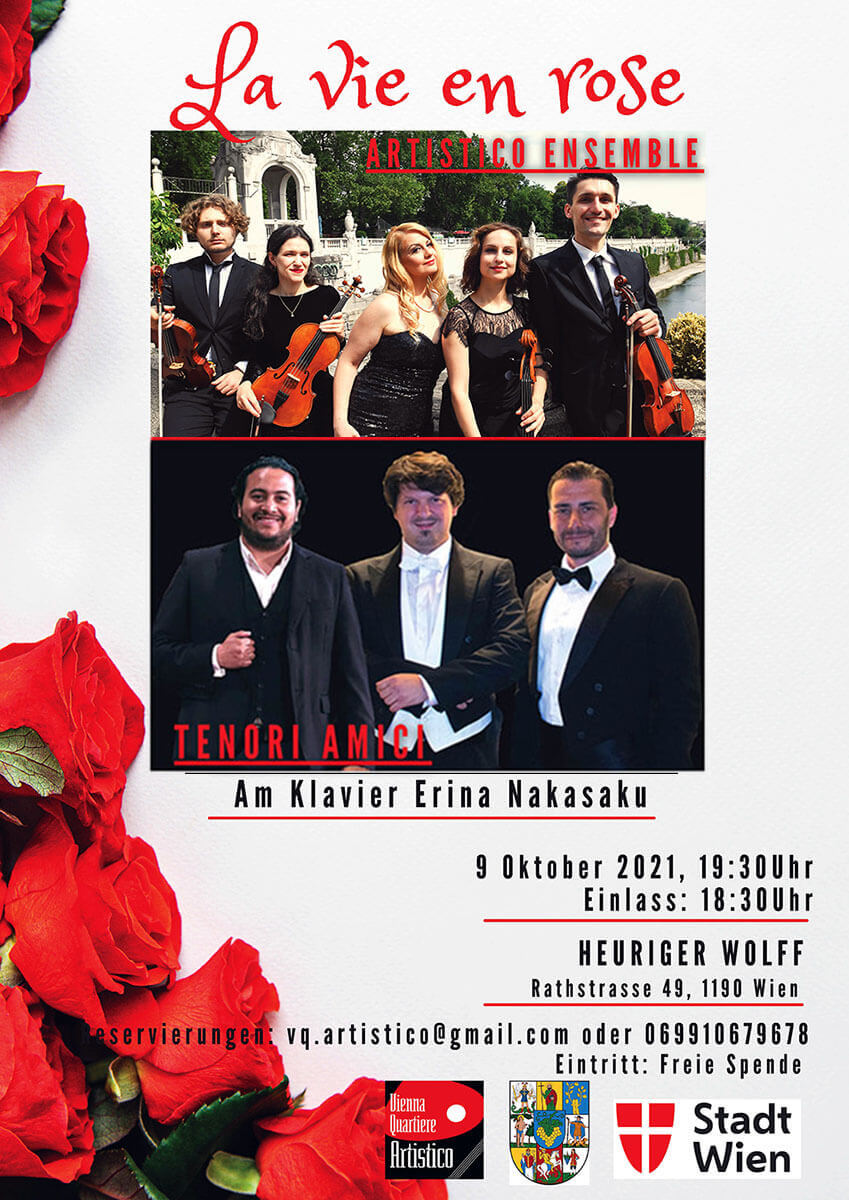 La vie en rose
ARTISTICO ENSEMBLE
TENORI AMICI
Am Klavier Erina Nakasaku
9 Oktober 2021, 19:30Uhr
Einlass: 18:30Uhr
HEURIGER WOLFF
Rathstrasse 49, 1190 Wien
Reservierungen: vq.artistico@gmail.com oder 069910679678
Eintritt: Freie Spende
Vienna
Quartiere
Artistico
Stadt
Wien